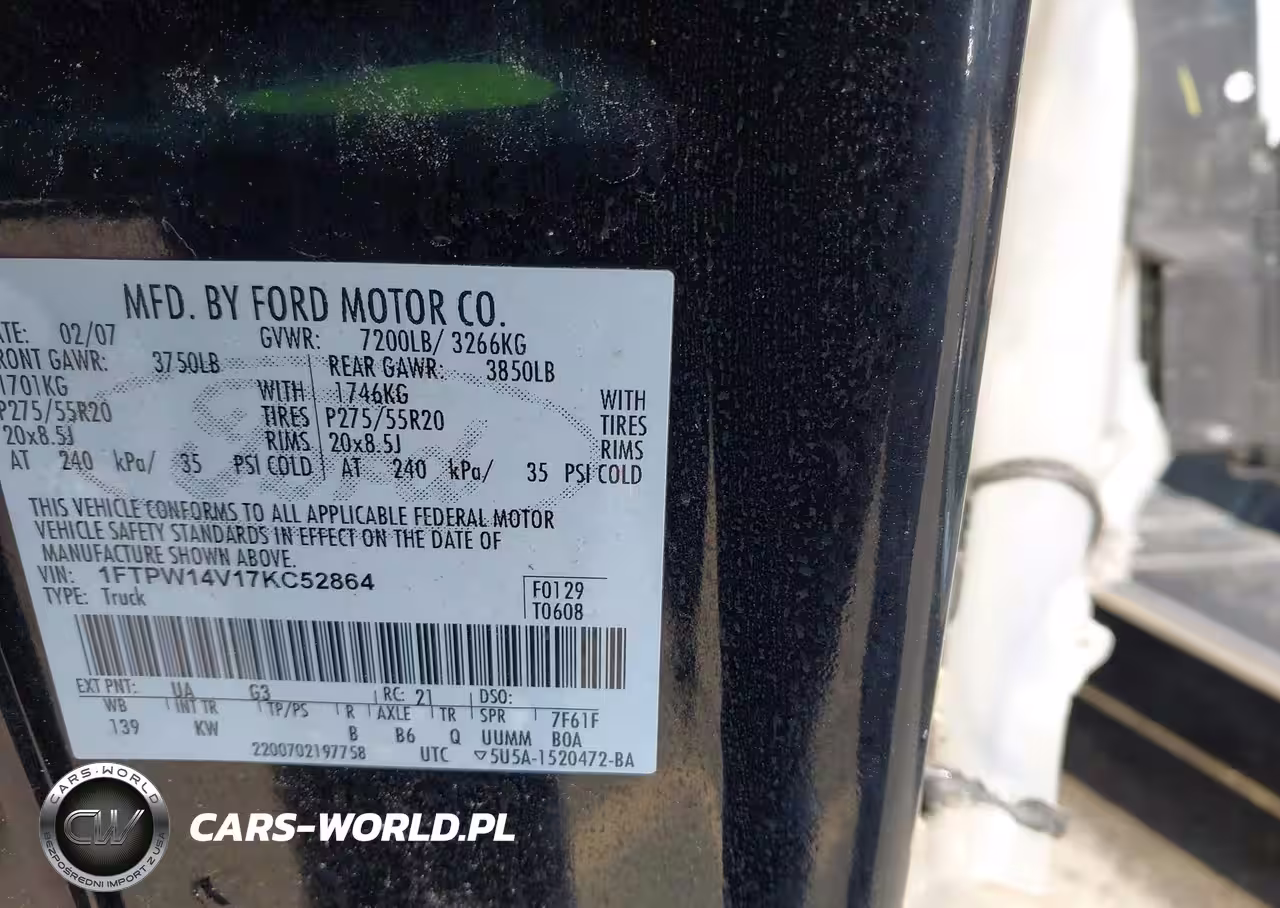 MFD. BY FORD MOTOR CO.
ATE: 02/07 GVWR: 7200LB/ 3266KG
RONT GAWR: 3750LB REAR GAWR: 3850LB
1701KG WITH 1746KG WITH
P275/55R20 TIRES P275/55R20 TIRES
20x8.5J RIMS 20x8.5J RIMS
AT 240 kPa/ 35 PSI COLD AT 240 kPa/ 35 PSI COLD
THIS VEHICLE CONFORMS TO ALL APPLICABLE FEDERAL MOTOR
VEHICLE SAFETY STANDARDS IN EFFECT ON THE DATE OF
MANUFACTURE SHOWN ABOVE.
VIN: 1FTPW14V17KC52864
TYPE: Truck
F0129
T0608
EXT PNT: UA G3 RC: 21 DSO:
WB INT TR TP/PS R AXLE TR SPR 7F61F
139 KW B B6 Q UUMM BOA
2200702197758 UTC 5U5A-1520472-BA
CARS-WORLD
CW
BEZPOŚREDNI IMPORT Z USA
CARS-WORLD.PL